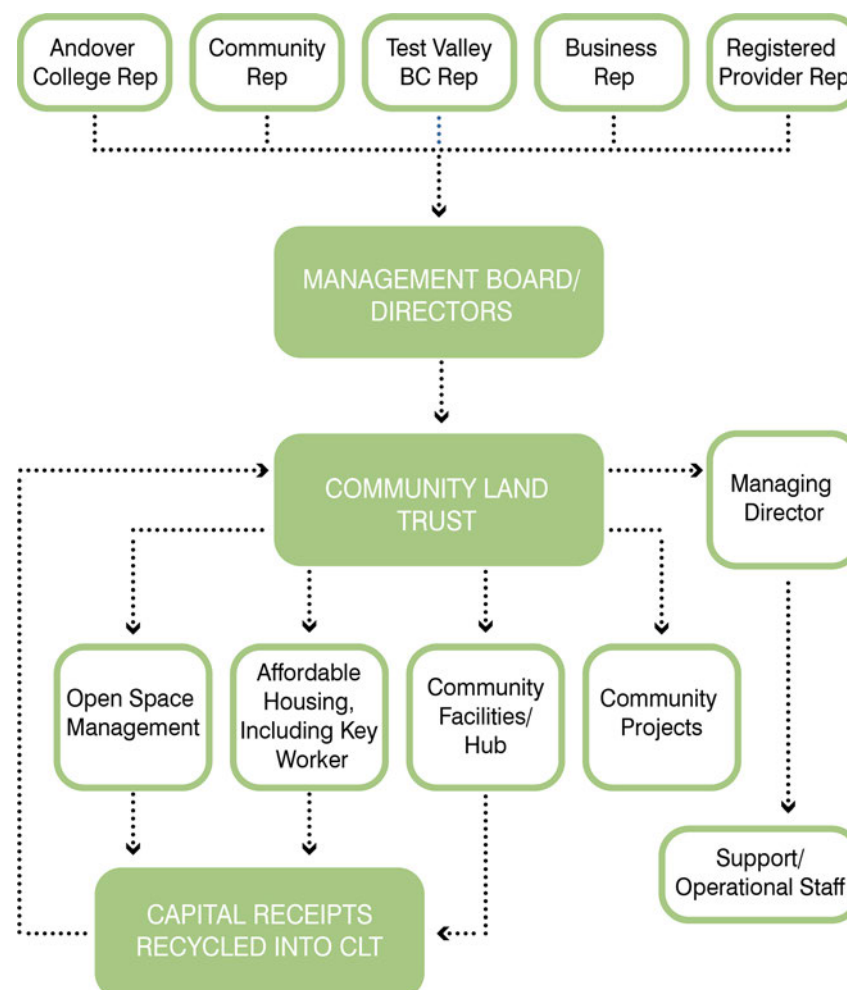 Andover
College Rep
Community
Rep
Test Valley
BC Rep
Business
Rep
Registered
Provider Rep
MANAGEMENT BOARD/
DIRECTORS
COMMUNITY LAND
TRUST
Managing
Director
Open Space
Management
Affordable
Housing,
Including Key
Worker
Community
Facilities/
Hub
Community
Projects
Support/
Operational Staff
CAPITAL RECEIPTS
RECYCLED INTO CLT